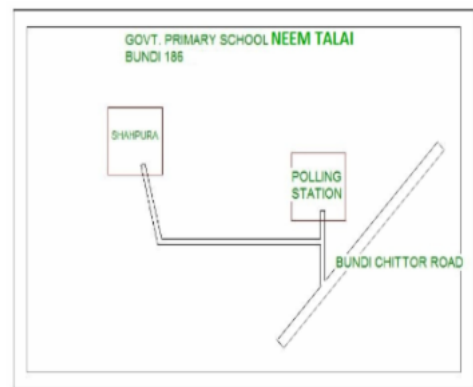 GOVT. PRIMARY SCHOOL NEEM TALAI
BUNDI 186
SHAHPURA
POLLING
STATION
BUNDI CHITTOR ROAD